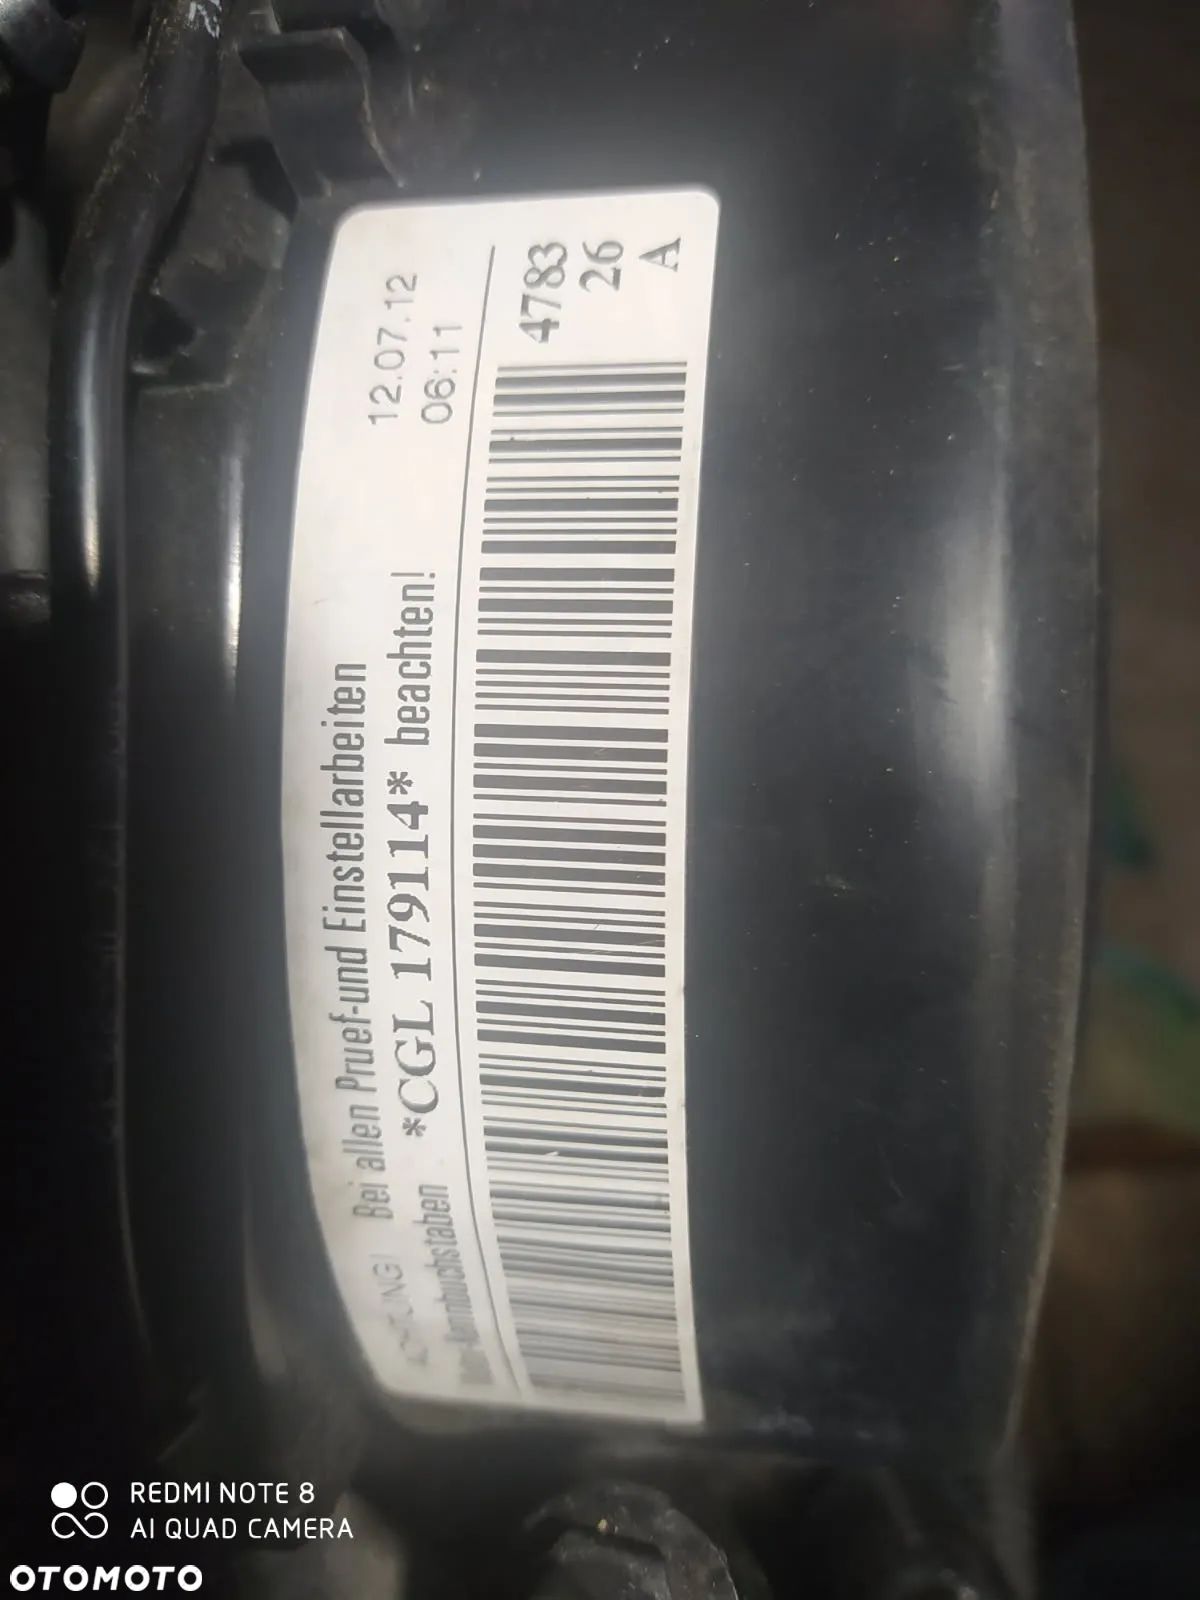 Bei allen Pruef-und Einstellarbeiten
*CGL 179114* beachten!
12.07.12
06:11
4783
26
A
REDMI NOTE 8
AI QUAD CAMERA
OTOMOTO